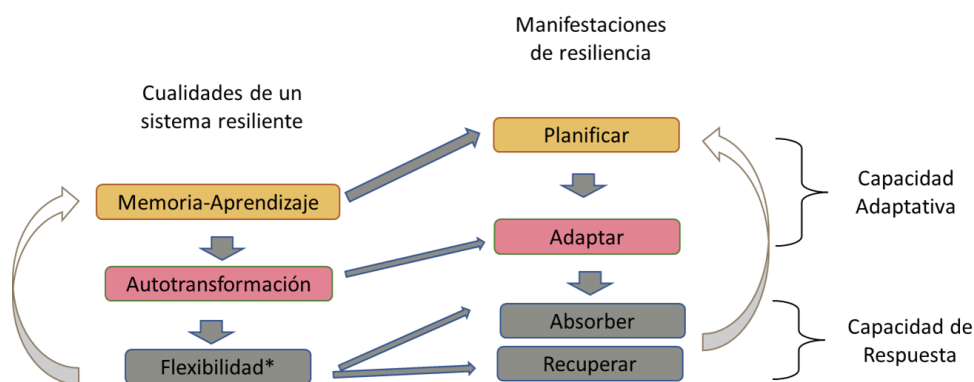 Cualidades de un
sistema resiliente
Memoria-Aprendizaje
Autotransformación
Flexibilidad*
Manifestaciones
de resiliencia
Planificar
Adaptar
Absorber
Recuperar
Capacidad
Adaptativa
Capacidad de
Respuesta